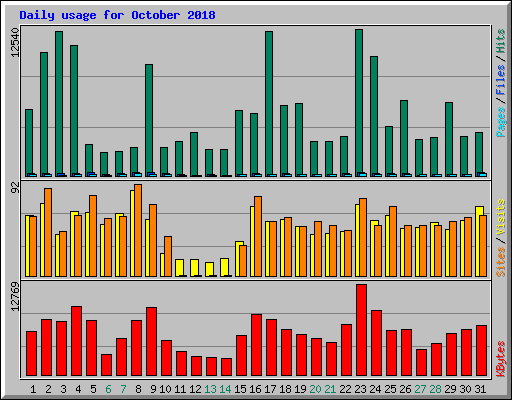 Daily usage for October 2018
12540
Pages/Files/Hits
92
Sites/Visits
12769
KBytes
1 2 3 4 5 6 7 8 9 10 11 12 13 14 15 16 17 18 19 20 21 22 23 24 25 26 27 28 29 30 31